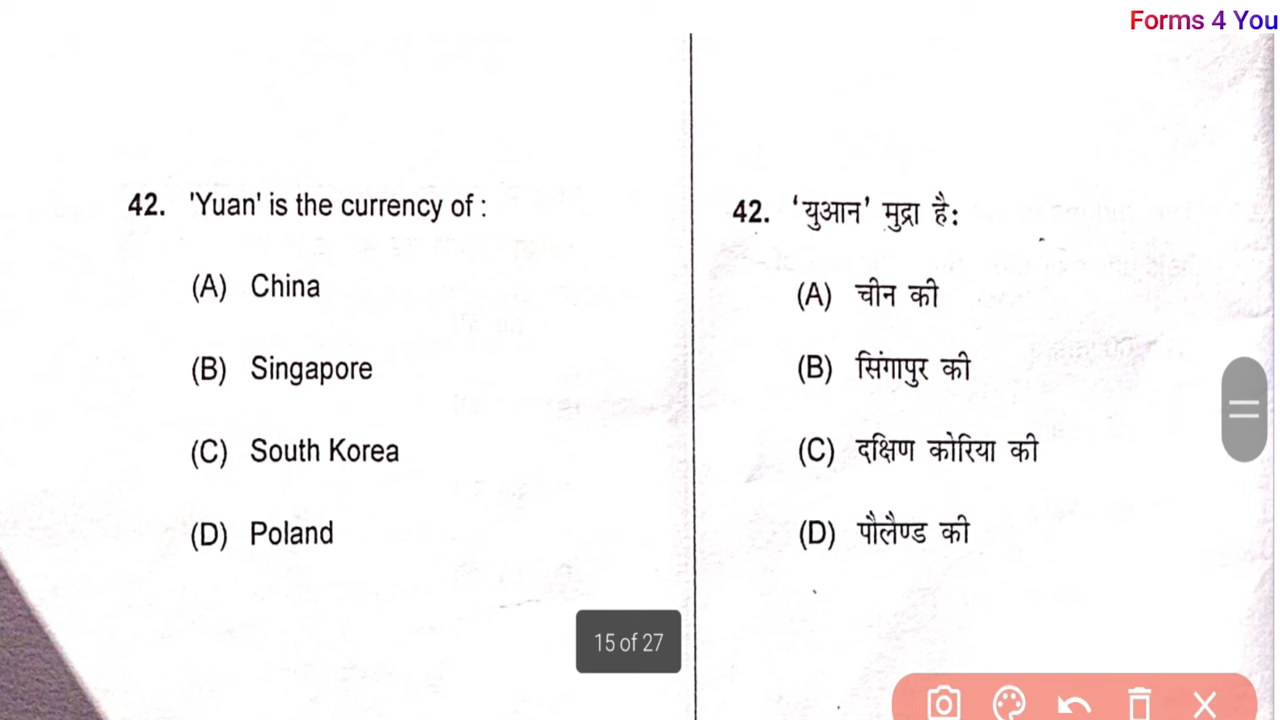 Forms 4 You
42. 'Yuan' is the currency of :
(A) China
(B) Singapore
(C) South Korea
(D) Poland
42. ‘युआन’ मुद्रा है:
(A) चीन की
(B) सिंगापुर की
(C) दक्षिण कोरिया की
(D) पौलैण्ड की
15 of 27